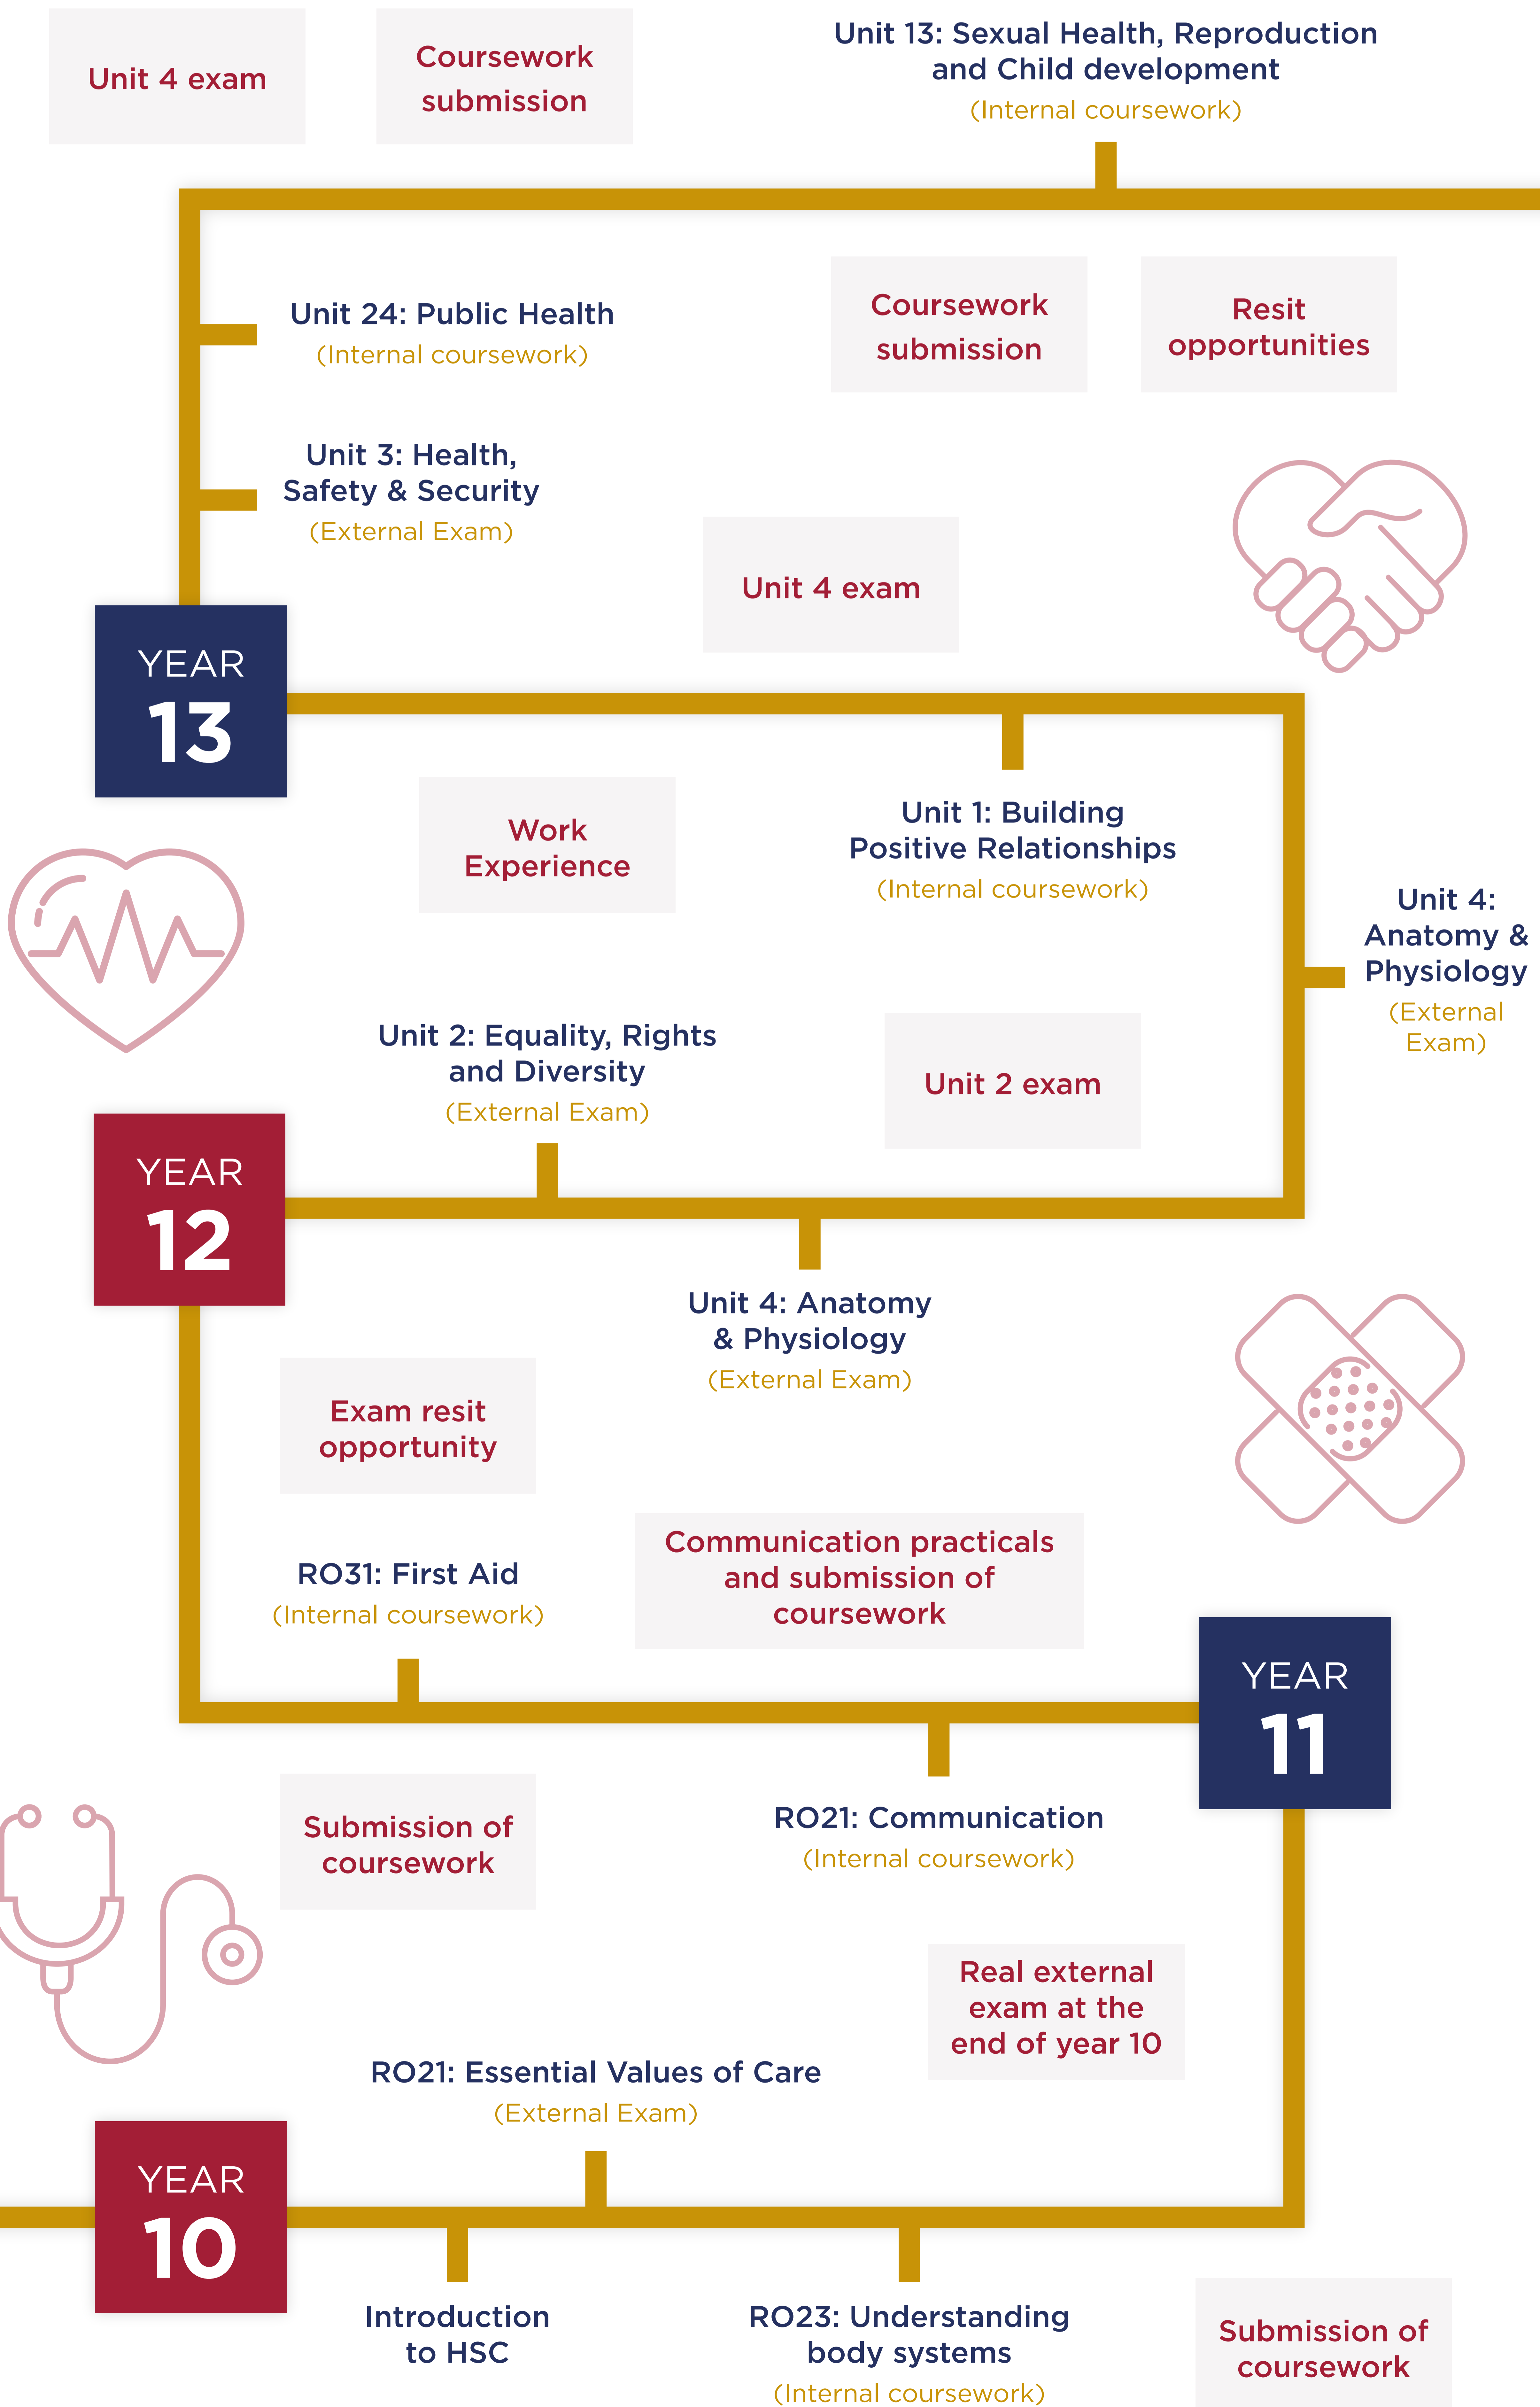 Unit 4 exam
Coursework
submission
Unit 13: Sexual Health, Reproduction
and Child development
(Internal coursework)
Unit 24: Public Health
(Internal coursework)
Coursework
submission
Resit
opportunities
Unit 3: Health,
Safety & Security
(External Exam)
Unit 4 exam
YEAR
13
Work
Experience
Unit 1: Building
Positive Relationships
(Internal coursework)
Unit 4:
Anatomy &
Physiology
(External
Exam)
Unit 2: Equality, Rights
and Diversity
(External Exam)
Unit 2 exam
YEAR
12
Unit 4: Anatomy
& Physiology
(External Exam)
Exam resit
opportunity
Communication practicals
and submission of
coursework
RO31: First Aid
(Internal coursework)
YEAR
11
Submission of
coursework
RO21: Communication
(Internal coursework)
Real external
exam at the
end of year 10
RO21: Essential Values of Care
(External Exam)
YEAR
10
Introduction
to HSC
RO23: Understanding
body systems
(Internal coursework)
Submission of
coursework